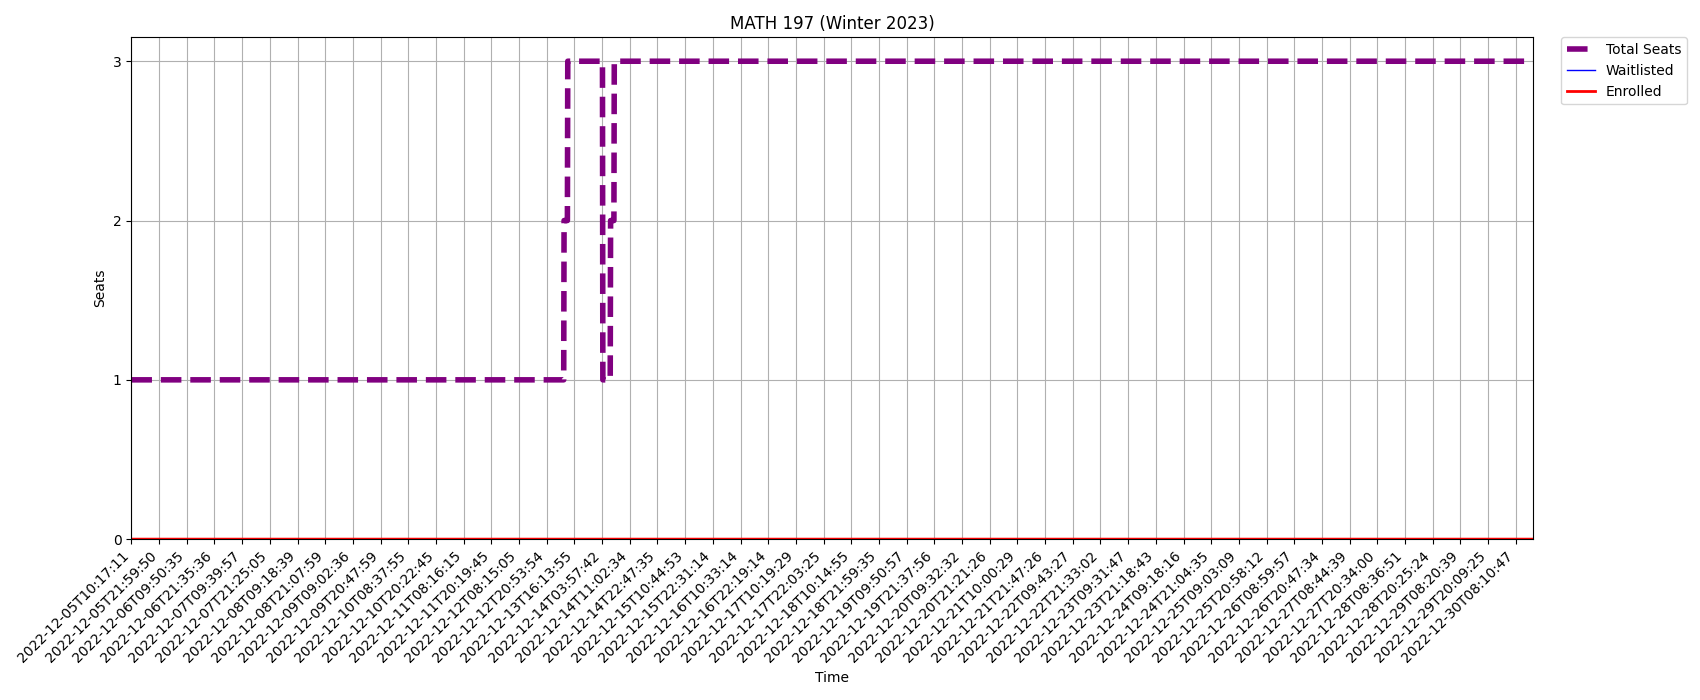 MATH 197 (Winter 2023)
Total Seats
Waitlisted
Enrolled
Seats
3
2
1
0
2022-12-05T10:17:11
2022-12-05T21:59:50
2022-12-06T09:50:35
2022-12-06T21:35:36
2022-12-07T09:39:57
2022-12-07T21:25:05
2022-12-08T09:18:39
2022-12-08T21:07:59
2022-12-09T09:02:36
2022-12-09T20:47:59
2022-12-10T08:37:55
2022-12-10T20:22:45
2022-12-11T08:16:15
2022-12-11T20:19:45
2022-12-12T08:15:05
2022-12-12T20:53:54
2022-12-13T16:13:55
2022-12-14T03:57:42
2022-12-14T11:02:34
2022-12-14T22:47:35
2022-12-15T10:44:53
2022-12-15T22:31:14
2022-12-16T10:33:14
2022-12-16T22:19:14
2022-12-17T10:19:29
2022-12-17T22:03:25
2022-12-18T10:14:55
2022-12-18T21:59:35
2022-12-19T09:50:57
2022-12-19T21:37:56
2022-12-20T09:32:32
2022-12-20T21:21:26
2022-12-21T10:00:29
2022-12-21T21:47:26
2022-12-22T09:43:27
2022-12-22T21:33:02
2022-12-23T09:31:47
2022-12-23T21:18:43
2022-12-24T09:18:16
2022-12-24T21:04:35
2022-12-25T09:03:09
2022-12-25T20:58:12
2022-12-26T08:59:57
2022-12-26T20:47:34
2022-12-27T08:44:39
2022-12-27T20:34:00
2022-12-28T08:36:51
2022-12-28T20:25:24
2022-12-29T08:20:39
2022-12-29T20:09:25
2022-12-30T08:10:47
Time